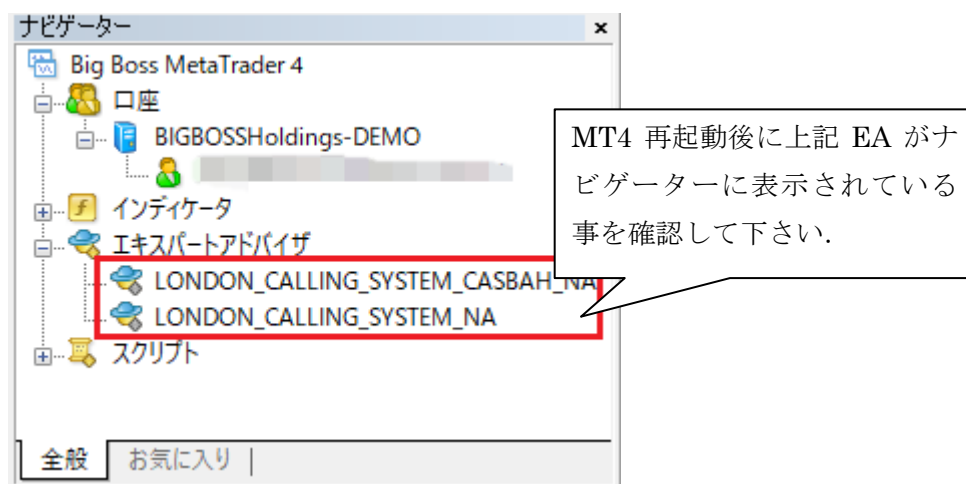 ナビゲーター
Big Boss MetaTrader 4
口座
BIGBOSSHoldings-DEMO
インディケータ
エキスパートアドバイザ
LONDON_CALLING_SYSTEM_CASBAH_NA
LONDON_CALLING_SYSTEM_NA
スクリプト
全般
お気に入り
MT4 再起動後に上記 EA がナ
ビゲーターに表示されている
事を確認して下さい.